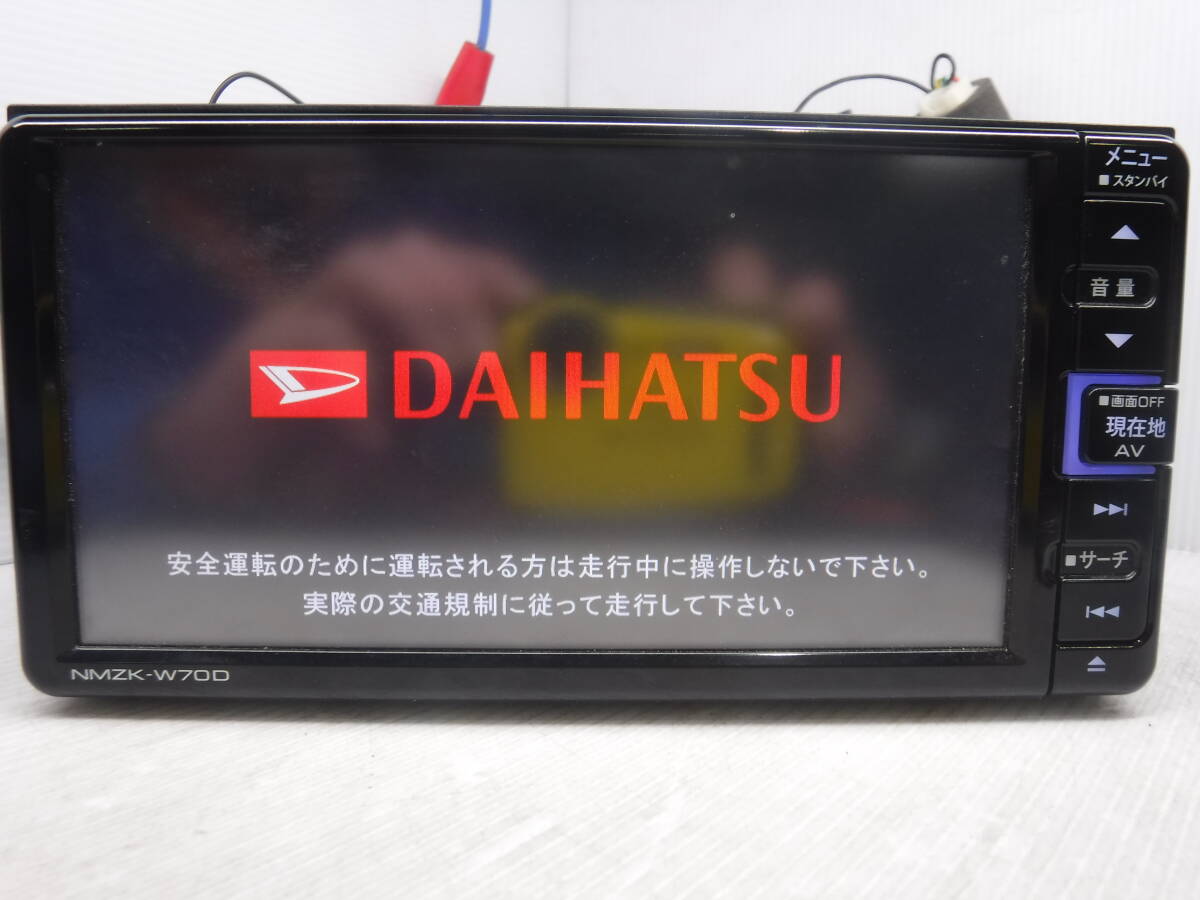 DAIHATSU
安全運転のために運転される方は走行中に操作しないで下さい。
実際の交通規制に従って走行して下さい。
NMZK-W70D
メニュー
■スタンバイ
音量
■画面OFF
現在地
AV
■サーチ